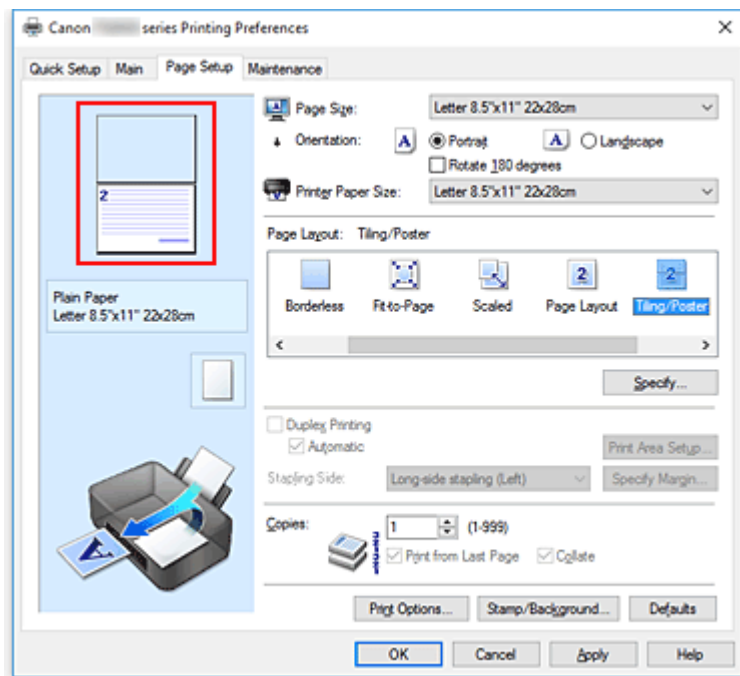 Canon series Printing Preferences
Quick Setup Main Page Setup Maintenance
2
Plain Paper
Letter 8.5"x11" 22x28cm
Page Size: Letter 8.5"x11" 22x28cm
Orientation: A Portrait A Landscape
Rotate 180 degrees
Printer Paper Size: Letter 8.5"x11" 22x28cm
Page Layout: Tiling/Poster
2 2
Borderless Fit-to-Page Scaled Page Layout Tiling/Poster
Specify...
Duplex Printing
Automatic Print Area Setup...
Stapling Side: Long-side stapling (Left) Specify Margin...
Copies: 1 (1-999)
Print from Last Page Collate
A
Print Options... Stamp/Background... Defaults
OK Cancel Apply Help